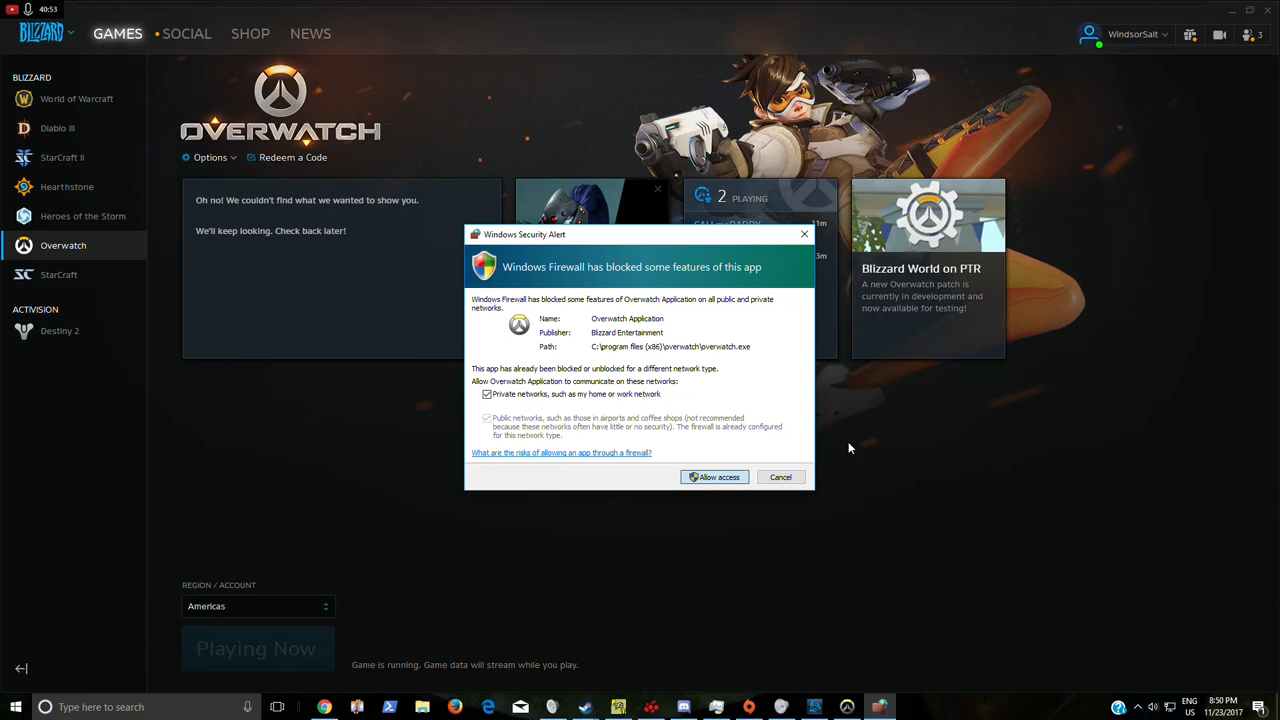 40:53
BLIZZARD
GAMES
SOCIAL
SHOP
NEWS
WindsorSalt
3
BLIZZARD
World of Warcraft
Diablo III
StarCraft II
Hearthstone
Heroes of the Storm
Overwatch
StarCraft
ACTIVISION
Destiny 2
OVERWATCH
Options
Redeem a Code
Oh no! We couldn't find what we wanted to show you.
We'll keep looking. Check back later!
2 PLAYING
11m
3m
Blizzard World on PTR
A new Overwatch patch is
currently in development and
now available for testing!
Windows Security Alert
Windows Firewall has blocked some features of this app
Windows Firewall has blocked some features of Overwatch Application on all public and private
networks.
Name: Overwatch Application
Publisher: Blizzard Entertainment
Path: C:\program files (x86)\overwatch\overwatch.exe
This app has already been blocked or unblocked for a different network type.
Allow Overwatch Application to communicate on these networks:
Private networks, such as my home or work network
Public networks, such as those in airports and coffee shops (not recommended
because these networks often have little or no security). The firewall is already configured
for this network type.
What are the risks of allowing an app through a firewall?
Allow access
Cancel
REGION / ACCOUNT
Americas
Playing Now
Game is running. Game data will stream while you play.
Type here to search
ENG
US
8:50 PM
11/23/2017